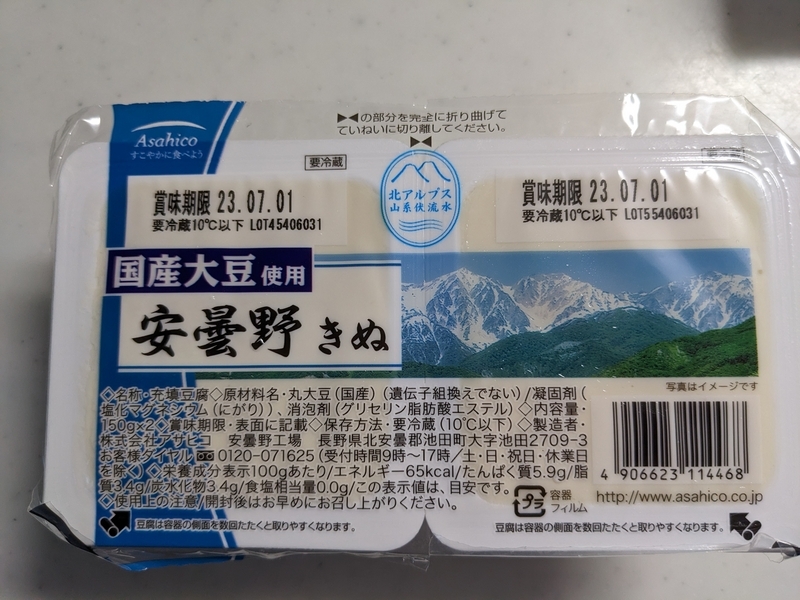 ▶◀の部分を完全に折り曲げて
ていねいに切り離してください。
Asahico
すこやかに食べよう
要冷蔵
北アルプス
山系伏流水
賞味期限 23.07.01
要冷蔵10℃以下 LOT45406031
賞味期限 23.07.01
要冷蔵10℃以下 LOT55406031
国産大豆使用
安曇野きぬ
写真はイメージです
◇名称・充填豆腐◇原材料名・丸大豆(国産)(遺伝子組換えでない)/凝固剤(
塩化マグネシウム(にがり))、消泡剤(グリセリン脂肪酸エステル)◇内容量・
150g×2◇賞味期限・表面に記載◇保存方法・要冷蔵(10℃以下)◇製造者・
株式会社アサヒコ 安曇野工場 長野県北安曇郡池田町大字池田2709-3
お客様ダイヤル 0120-071625(受付時間9時〜17時/土・日・祝日・休業日
を除く)◇栄養成分表示100gあたり/エネルギー65kcal/たんぱく質5.9g/脂
質3.4g/炭水化物3.4g/食塩相当量0.0g/この表示値は、目安です。
◇使用上の注意/開封後はお早めにお召し上がりください。
4 906623 114468
プラ
容器
フィルム
http://www.asahico.co.jp
豆腐は容器の側面を数回たたくと取りやすくなります。
豆腐は容器の側面を数回たたくと取りやすくなります。